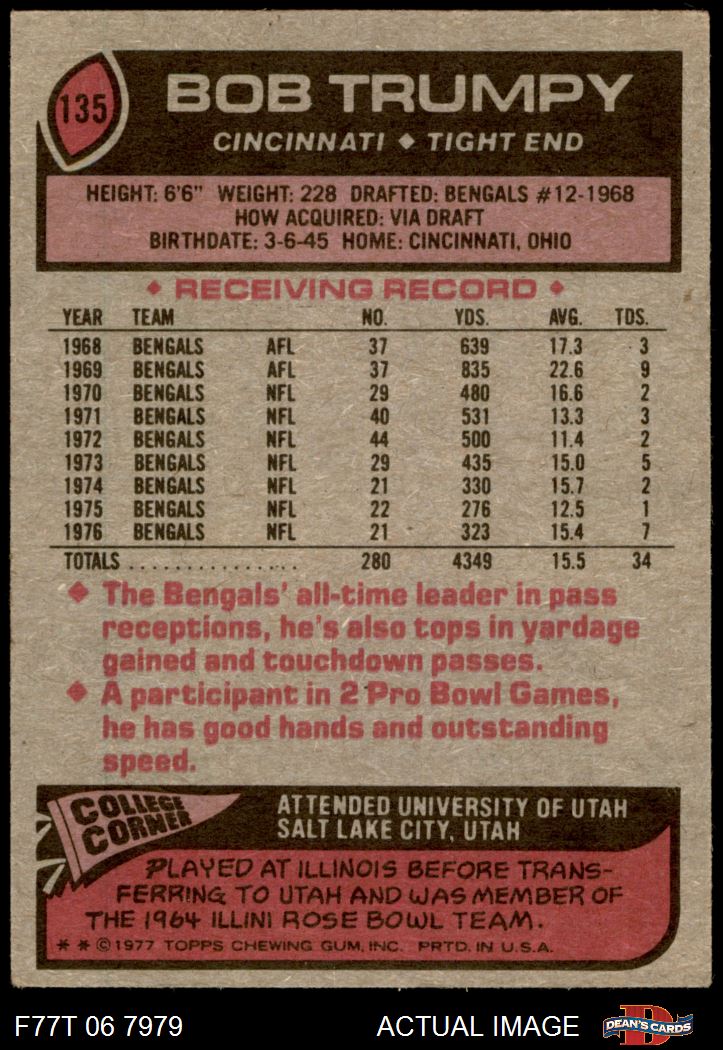 135
BOB TRUMPY
CINCINNATI ◆ TIGHT END
HEIGHT: 6'6" WEIGHT: 228 DRAFTED: BENGALS #12-1968
HOW ACQUIRED: VIA DRAFT
BIRTHDATE: 3-6-45 HOME: CINCINNATI, OHIO
◆ RECEIVING RECORD ◆
YEAR TEAM NO. YDS. AVG. TDS.
1968 BENGALS AFL 37 639 17.3 3
1969 BENGALS AFL 37 835 22.6 9
1970 BENGALS NFL 29 480 16.6 2
1971 BENGALS NFL 40 531 13.3 3
1972 BENGALS NFL 44 500 11.4 2
1973 BENGALS NFL 29 435 15.0 5
1974 BENGALS NFL 21 330 15.7 2
1975 BENGALS NFL 22 276 12.5 1
1976 BENGALS NFL 21 323 15.4 7
TOTALS . . . . . . . . . . . . . . . 280 4349 15.5 34
◆ The Bengals' all-time leader in pass
receptions, he's also tops in yardage
gained and touchdown passes.
◆ A participant in 2 Pro Bowl Games,
he has good hands and outstanding
speed.
COLLEGE
CORNER
ATTENDED UNIVERSITY OF UTAH
SALT LAKE CITY, UTAH
PLAYED AT ILLINOIS BEFORE TRANS-
FERRING TO UTAH AND WAS MEMBER OF
THE 1964 ILLINI ROSE BOWL TEAM.
* * © 1977 TOPPS CHEWING GUM, INC. PRTD. IN U.S.A.
F77T 06 7979 ACTUAL IMAGE DEAN'S CARDS